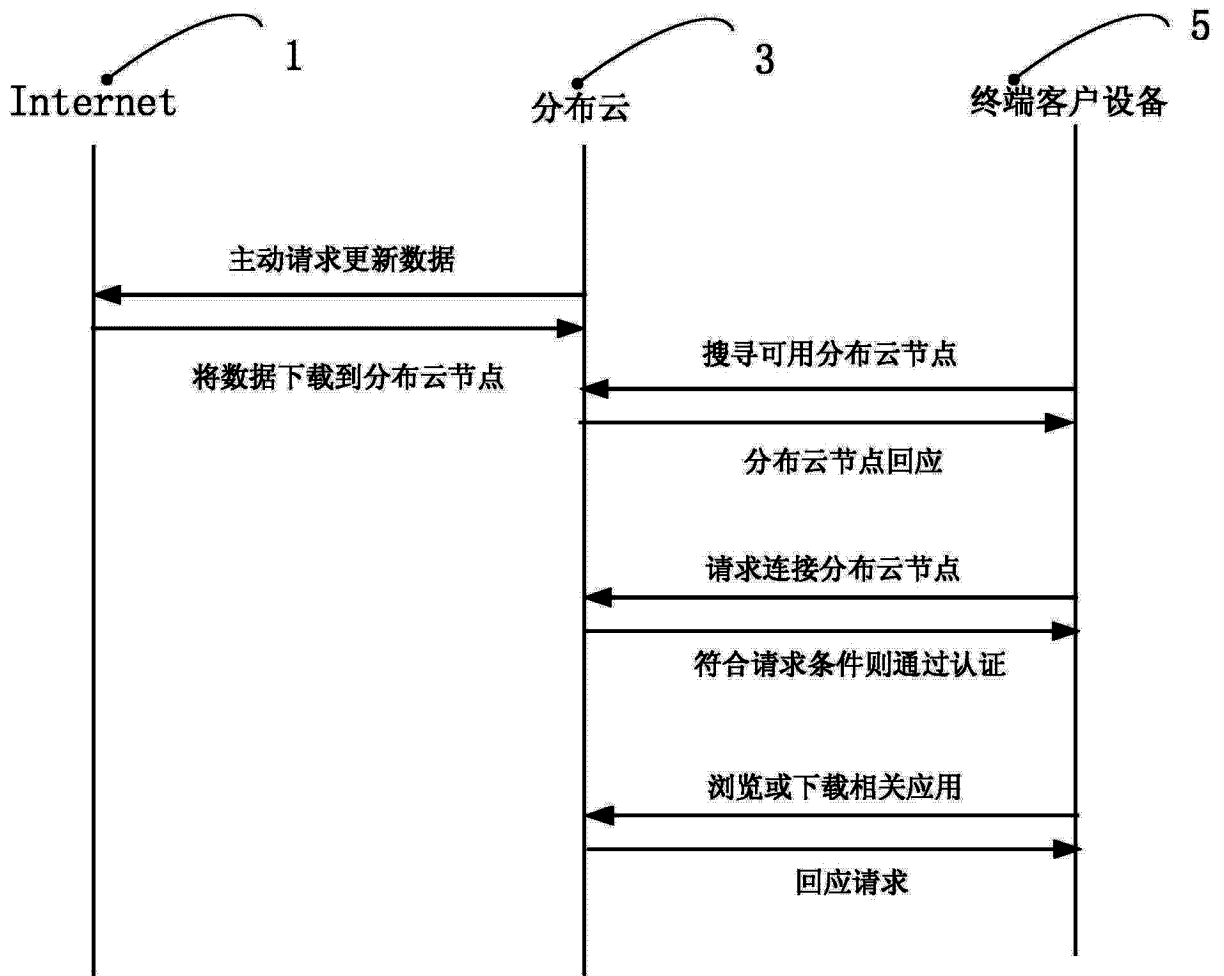 1
3
5
Internet
分布云
终端客户设备
主动请求更新数据
将数据下载到分布云节点
搜寻可用分布云节点
分布云节点回应
请求连接分布云节点
符合请求条件则通过认证
浏览或下载相关应用
回应请求